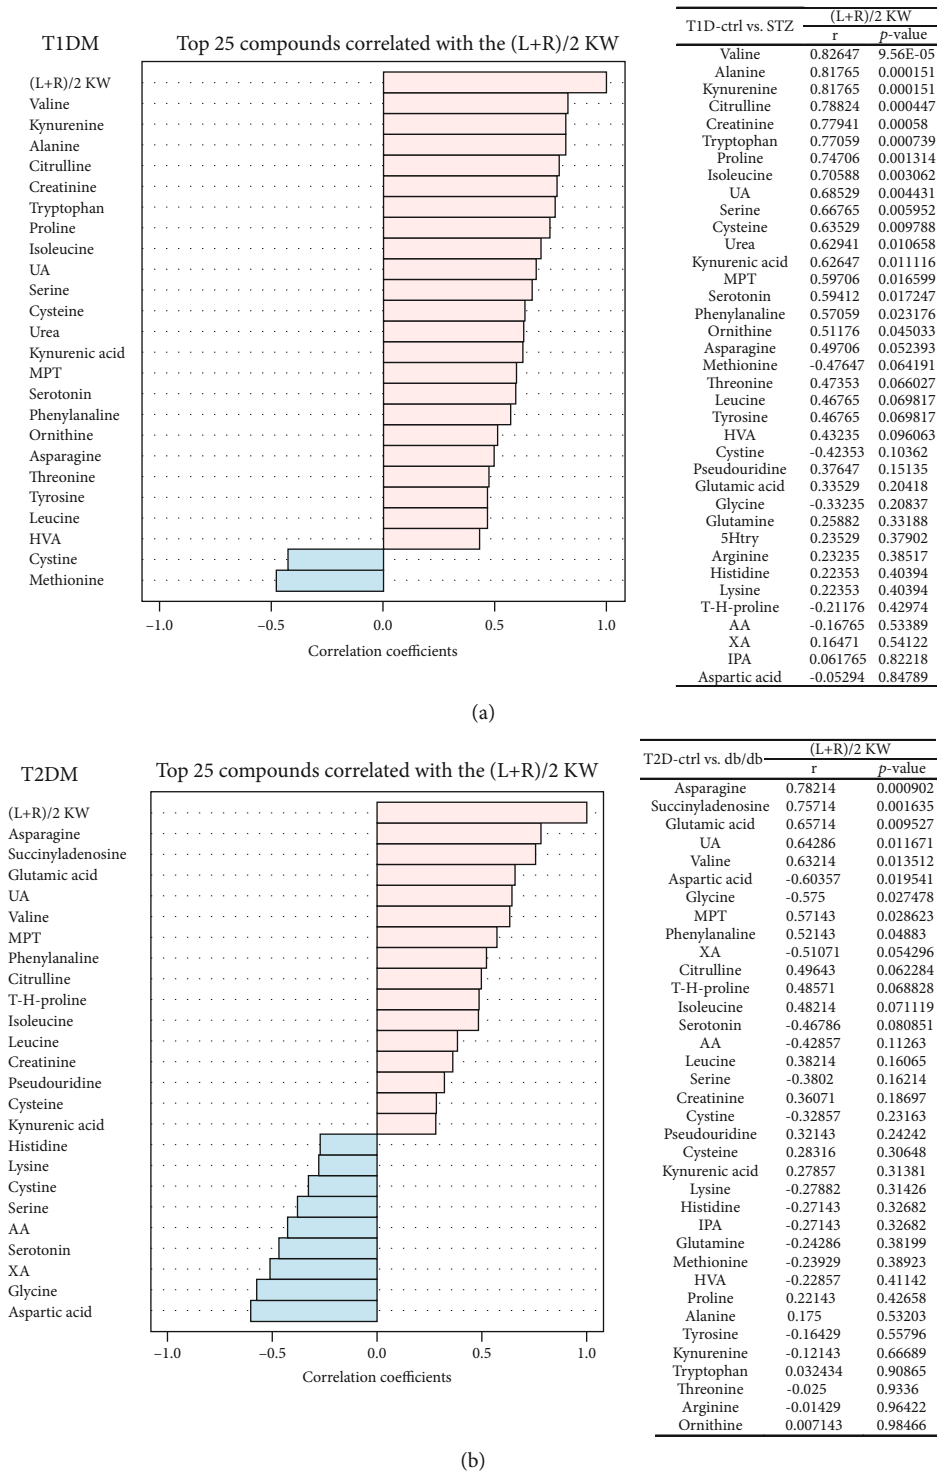 T1DM
Top 25 compounds correlated with the (L+R)/2 KW
(L+R)/2 KW
Valine
Kynurenine
Alanine
Citrulline
Creatinine
Tryptophan
Proline
Isoleucine
UA
Serine
Cysteine
Urea
Kynurenic acid
MPT
Serotonin
Phenylanaline
Ornithine
Asparagine
Threonine
Tyrosine
Leucine
HVA
Cystine
Methionine
–1.0 –0.5 0.0 0.5 1.0
Correlation coefficients
T1D-ctrl vs. STZ (L+R)/2 KW
r p-value
Valine 0.82647 9.56E-05
Alanine 0.81765 0.000151
Kynurenine 0.81765 0.000151
Citrulline 0.78824 0.000447
Creatinine 0.77941 0.00058
Tryptophan 0.77059 0.000739
Proline 0.74706 0.001314
Isoleucine 0.70588 0.003062
UA 0.68529 0.004431
Serine 0.66765 0.005952
Cysteine 0.63529 0.009788
Urea 0.62941 0.010658
Kynurenic acid 0.62647 0.011116
MPT 0.59706 0.016599
Serotonin 0.59412 0.017247
Phenylanaline 0.57059 0.023176
Ornithine 0.51176 0.045033
Asparagine 0.49706 0.052393
Methionine -0.47647 0.064191
Threonine 0.47353 0.066027
Leucine 0.46765 0.069817
Tyrosine 0.46765 0.069817
HVA 0.43235 0.096063
Cystine -0.42353 0.10362
Pseudouridine 0.37647 0.15135
Glutamic acid 0.33529 0.20418
Glycine -0.33235 0.20837
Glutamine 0.25882 0.33188
5Htry 0.23529 0.37902
Arginine 0.23235 0.38517
Histidine 0.22353 0.40394
Lysine 0.22353 0.40394
T-H-proline -0.21176 0.42974
AA -0.16765 0.53389
XA 0.16471 0.54122
IPA 0.061765 0.82218
Aspartic acid -0.05294 0.84789
(a)
T2DM
Top 25 compounds correlated with the (L+R)/2 KW
(L+R)/2 KW
Asparagine
Succinyladenosine
Glutamic acid
UA
Valine
MPT
Phenylanaline
Citrulline
T-H-proline
Isoleucine
Leucine
Creatinine
Pseudouridine
Cysteine
Kynurenic acid
Histidine
Lysine
Cystine
Serine
AA
Serotonin
XA
Glycine
Aspartic acid
–1.0 –0.5 0.0 0.5 1.0
Correlation coefficients
T2D-ctrl vs. db/db (L+R)/2 KW
r p-value
Asparagine 0.78214 0.000902
Succinyladenosine 0.75714 0.001635
Glutamic acid 0.65714 0.009527
UA 0.64286 0.011671
Valine 0.63214 0.013512
Aspartic acid -0.60357 0.019541
Glycine -0.575 0.027478
MPT 0.57143 0.028623
Phenylanaline 0.52143 0.04883
XA -0.51071 0.054296
Citrulline 0.49643 0.062284
T-H-proline 0.48571 0.068828
Isoleucine 0.48214 0.071119
Serotonin -0.46786 0.080851
AA -0.42857 0.11263
Leucine 0.38214 0.16065
Serine -0.3802 0.16214
Creatinine 0.36071 0.18697
Cystine -0.32857 0.23163
Pseudouridine 0.32143 0.24242
Cysteine 0.28316 0.30648
Kynurenic acid 0.27857 0.31381
Lysine -0.27882 0.31426
Histidine -0.27143 0.32682
IPA -0.27143 0.32682
Glutamine -0.24286 0.38199
Methionine -0.23929 0.38923
HVA -0.22857 0.41142
Proline 0.22143 0.42658
Alanine 0.175 0.53203
Tyrosine -0.16429 0.55796
Kynurenine -0.12143 0.66689
Tryptophan 0.032434 0.90865
Threonine -0.025 0.9336
Arginine -0.01429 0.96422
Ornithine 0.007143 0.98466
(b)